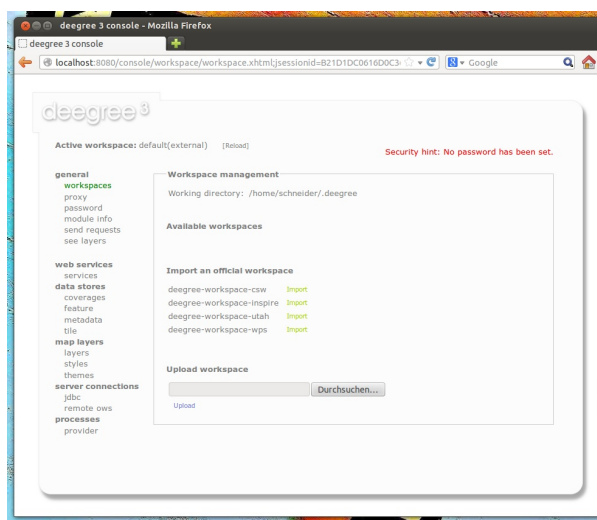 deegree 3 console - Mozilla Firefox
deegree 3 console
localhost:8080/console/workspace/workspace.xhtml;jsessionid=B21D1DC0616D0C3
Google
deegree 3
Active workspace: default(external) [Reload]
Security hint: No password has been set.
general
workspaces
proxy
password
module info
send requests
see layers
web services
services
data stores
coverages
feature
metadata
tile
map layers
layers
styles
themes
server connections
jdbc
remote ows
processes
provider
Workspace management
Working directory: /home/schneider/.deegree
Available workspaces
Import an official workspace
deegree-workspace-csw Import
deegree-workspace-inspire Import
deegree-workspace-utah Import
deegree-workspace-wps Import
Upload workspace
Durchsuchen...
Upload